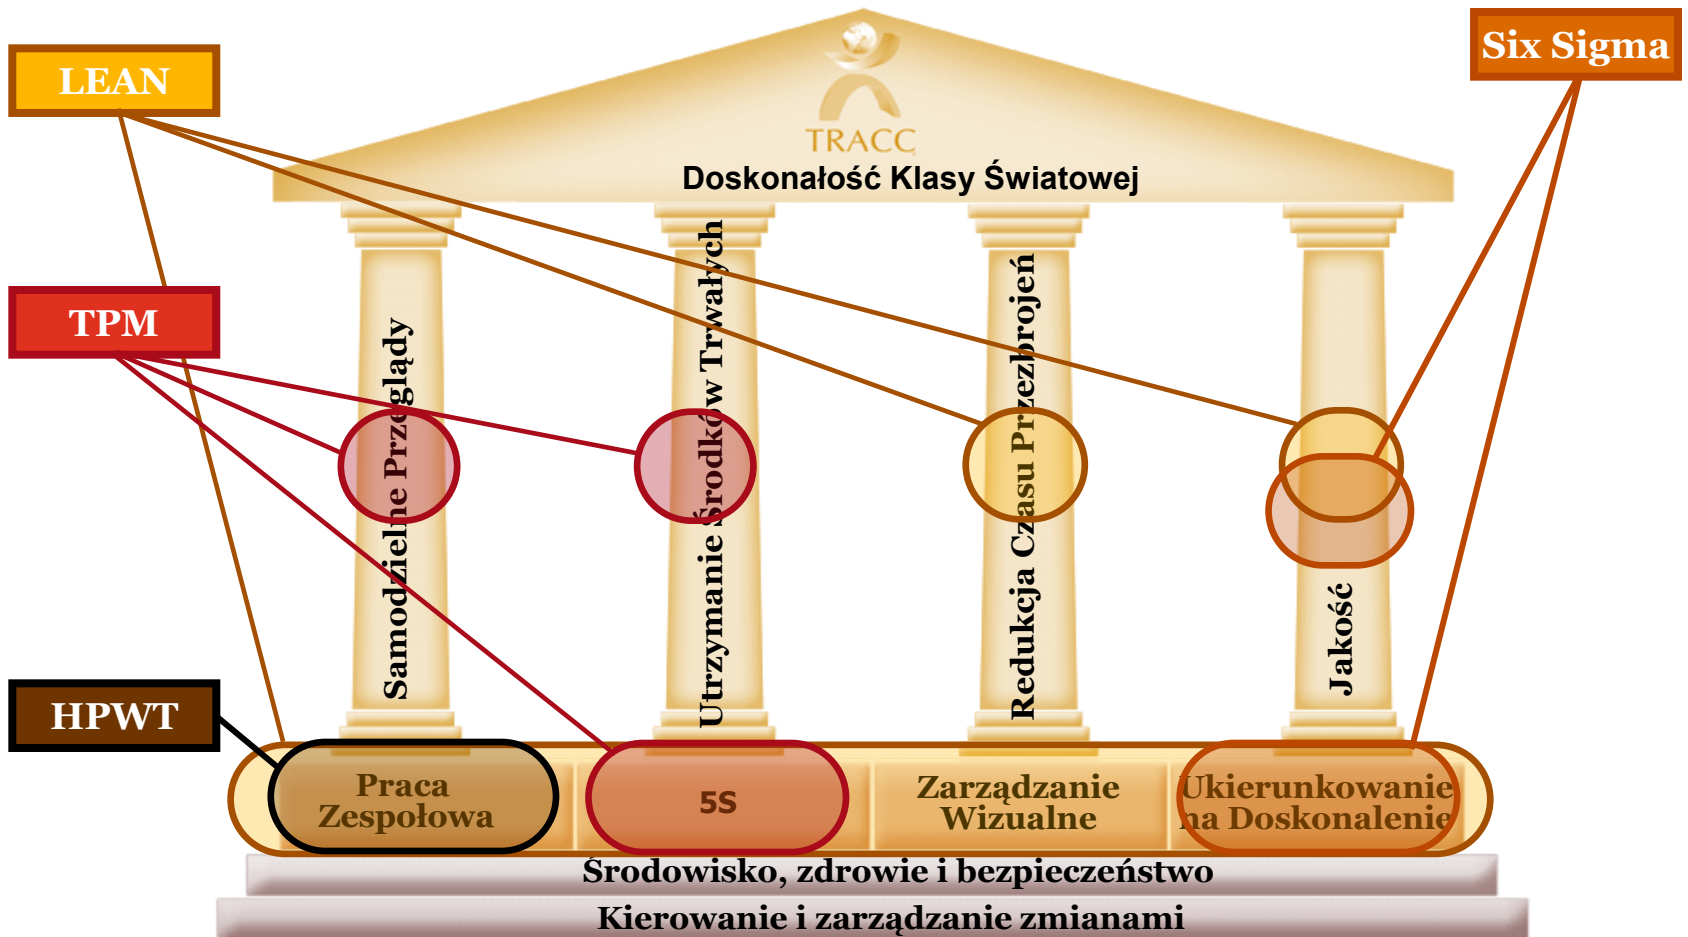 LEAN
Six Sigma
TRACC
Doskonałość Klasy Światowej
TPM
HPWT
Samodzielne Przeglądy
Utrzymanie Środków Trwałych
Redukcja Czasu Przezbrojeń
Jakość
Praca
Zespołowa
5S
Zarządzanie
Wizualne
Ukierunkowanie
na Doskonalenie
Środowisko, zdrowie i bezpieczeństwo
Kierowanie i zarządzanie zmianami